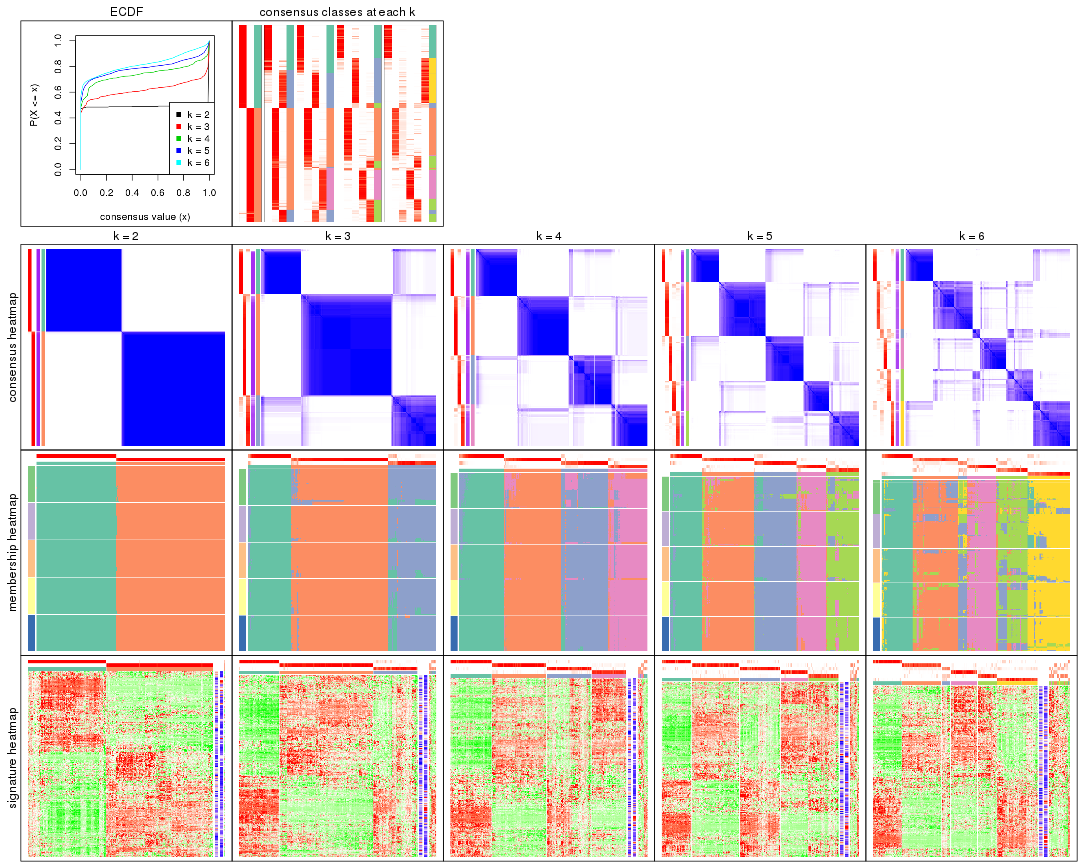 ECDF
consensus classes at each k
P(X <= x)
0.0 0.2 0.4 0.6 0.8 1.0
k = 2
k = 3
k = 4
k = 5
k = 6
0.0 0.2 0.4 0.6 0.8 1.0
consensus value (x)
k = 2
k = 3
k = 4
k = 5
k = 6
consensus heatmap
membership heatmap
signature heatmap